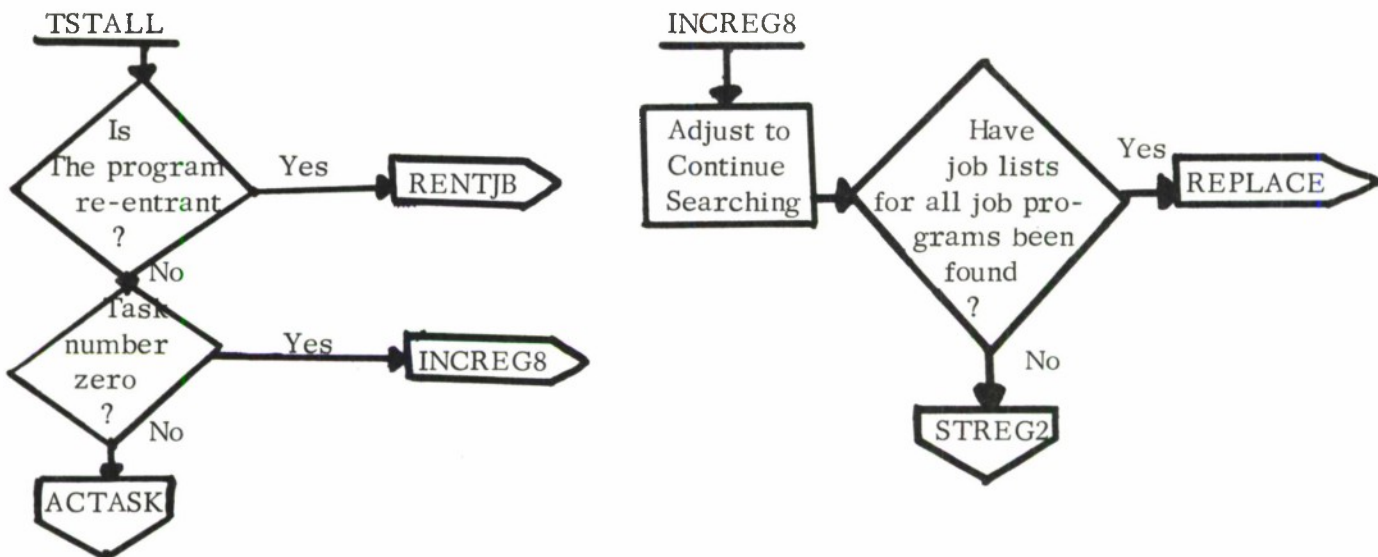 TSTALL
Is
The program
re-entrant
?
Yes
RENTJB
No
Task
number
zero
?
Yes
INCREG8
No
ACTASK
INCREG8
Adjust to
Continue
Searching
Have
job lists
for all job pro-
grams been
found
?
Yes
REPLACE
No
STREG2